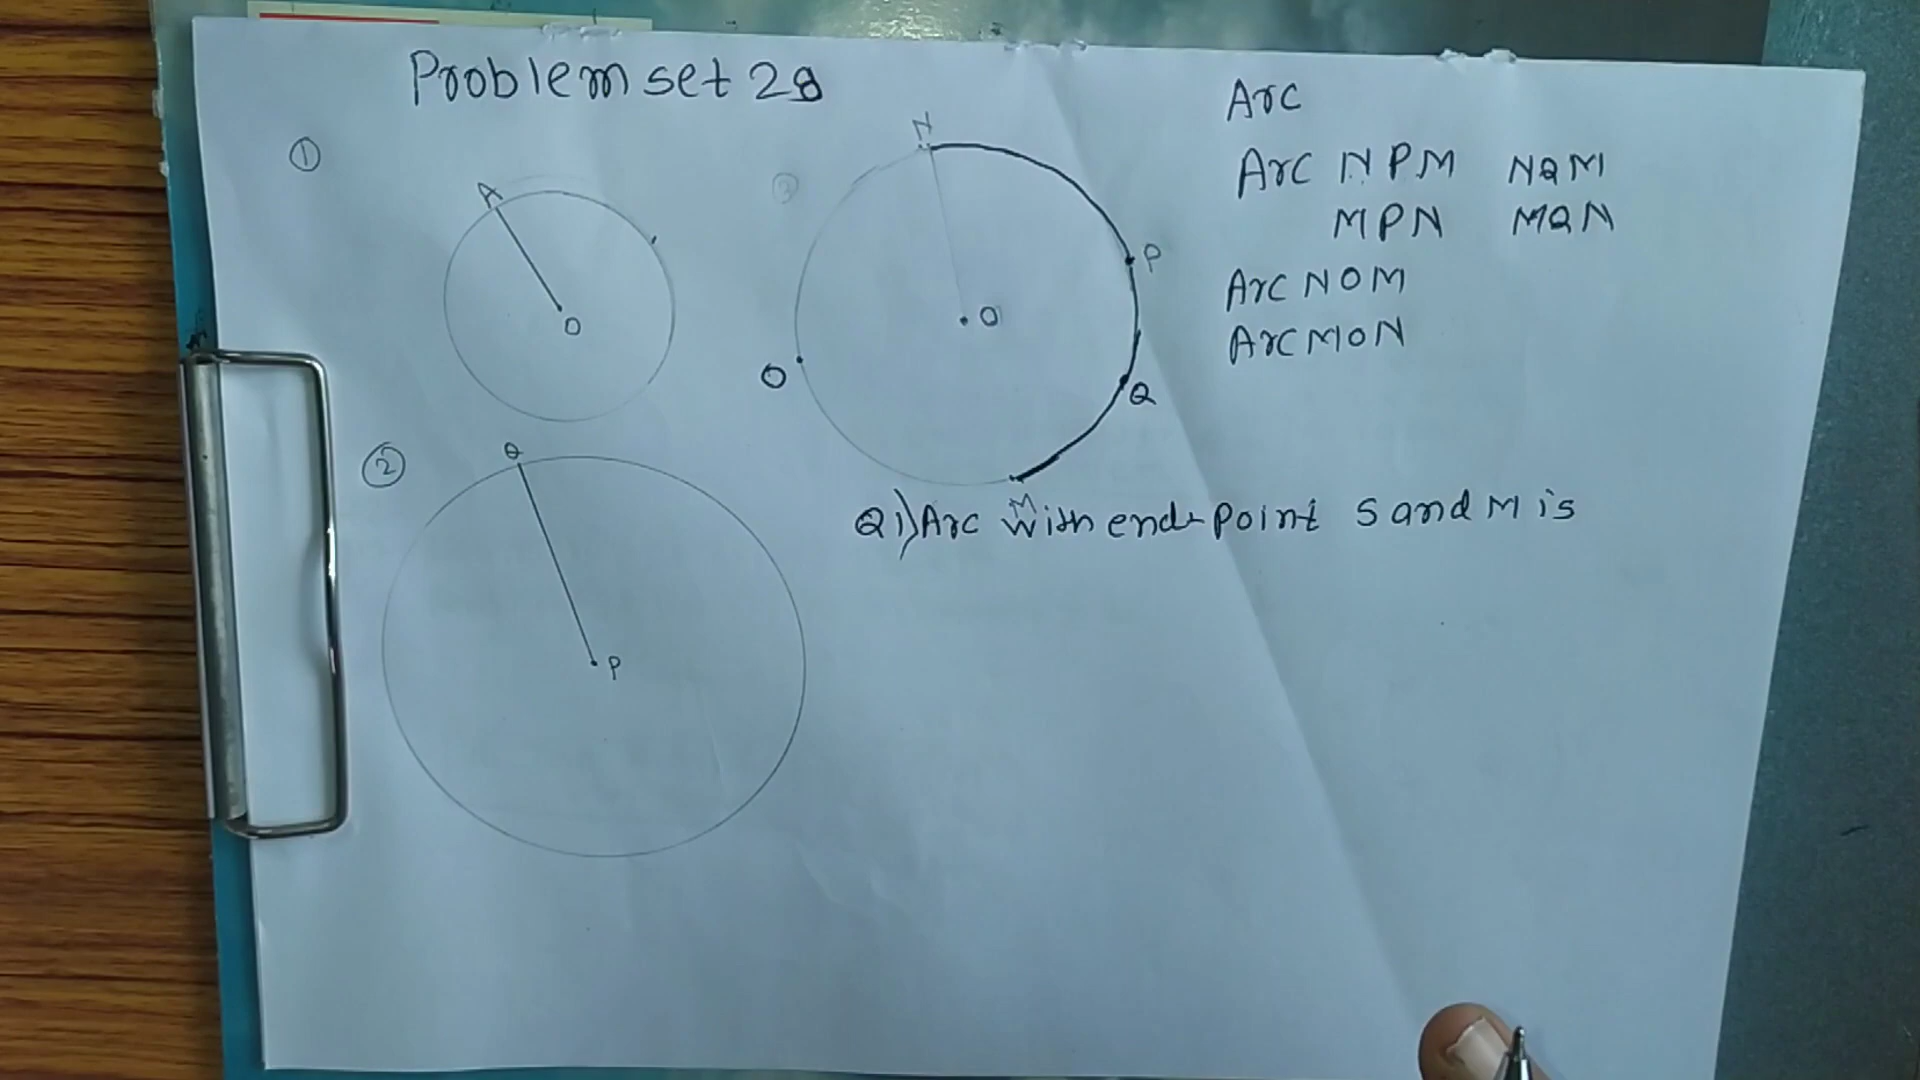 Problem set 28
①
A
O
②
Q
P
③
N
P
O
O
Q
M
Arc
Arc NPM NQM
MPN MQN
Arc NOM
Arc MON
Q1) Arc with end point S and M is